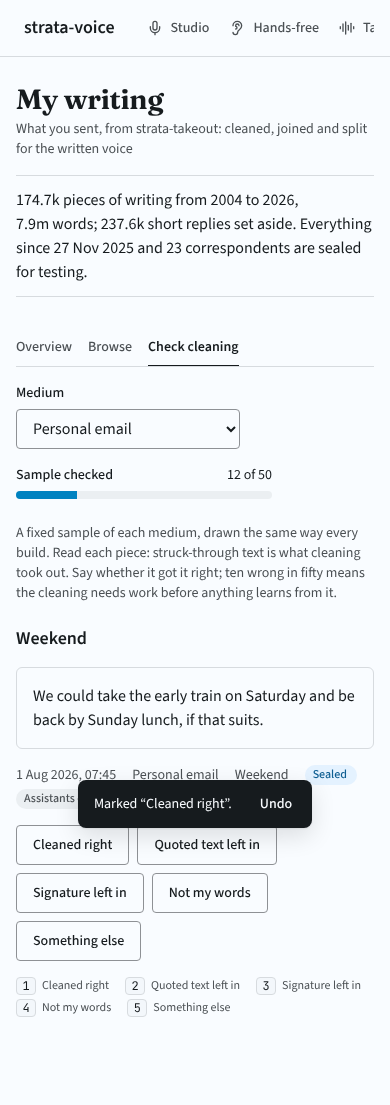 strata-voice Studio Hands-free
My writing
What you sent, from strata-takeout: cleaned, joined and split
for the written voice
174.7k pieces of writing from 2004 to 2026,
7.9m words; 237.6k short replies set aside. Everything
since 27 Nov 2025 and 23 correspondents are sealed
for testing.
Overview Browse Check cleaning
Medium
Personal email
Sample checked 12 of 50
A fixed sample of each medium, drawn the same way every
build. Read each piece: struck-through text is what cleaning
took out. Say whether it got it right; ten wrong in fifty means
the cleaning needs work before anything learns from it.
Weekend
We could take the early train on Saturday and be
back by Sunday lunch, if that suits.
1 Aug 2026, 07:45 Personal email Weekend Sealed
Assistants
Marked “Cleaned right”. Undo
Cleaned right Quoted text left in
Signature left in Not my words
Something else
1 Cleaned right 2 Quoted text left in 3 Signature left in
4 Not my words 5 Something else